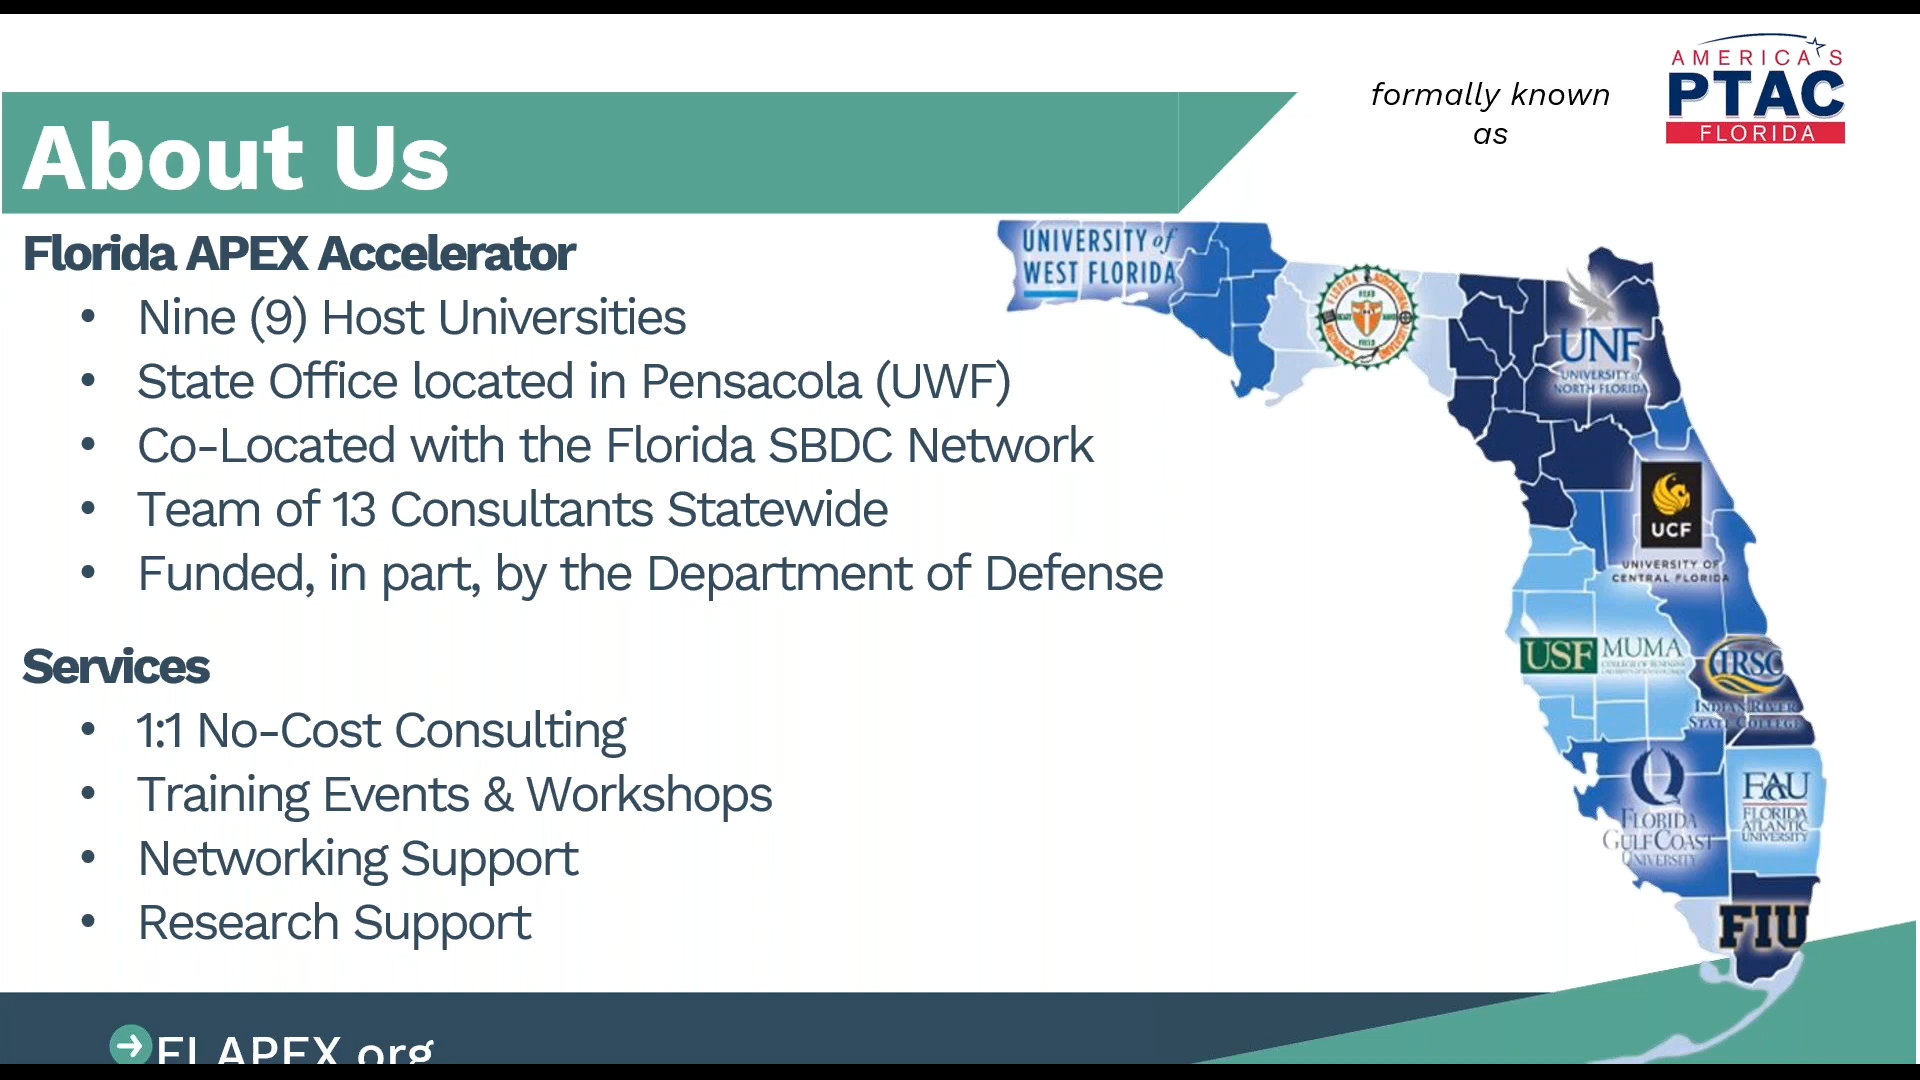 AMERICA'S
PTAC
FLORIDA
formally known
as
About Us
Florida APEX Accelerator
• Nine (9) Host Universities
• State Office located in Pensacola (UWF)
• Co-Located with the Florida SBDC Network
• Team of 13 Consultants Statewide
• Funded, in part, by the Department of Defense
Services
• 1:1 No-Cost Consulting
• Training Events & Workshops
• Networking Support
• Research Support
UNIVERSITY of
WEST FLORIDA
UNF
UNIVERSITY of
NORTH FLORIDA
UCF
UNIVERSITY OF
CENTRAL FLORIDA
USF MUMA
IRSC
INDIAN RIVER
STATE COLLEGE
FLORIDA
GULF COAST
UNIVERSITY
FAU
FLORIDA
ATLANTIC
UNIVERSITY
FIU
FLAPEX.org